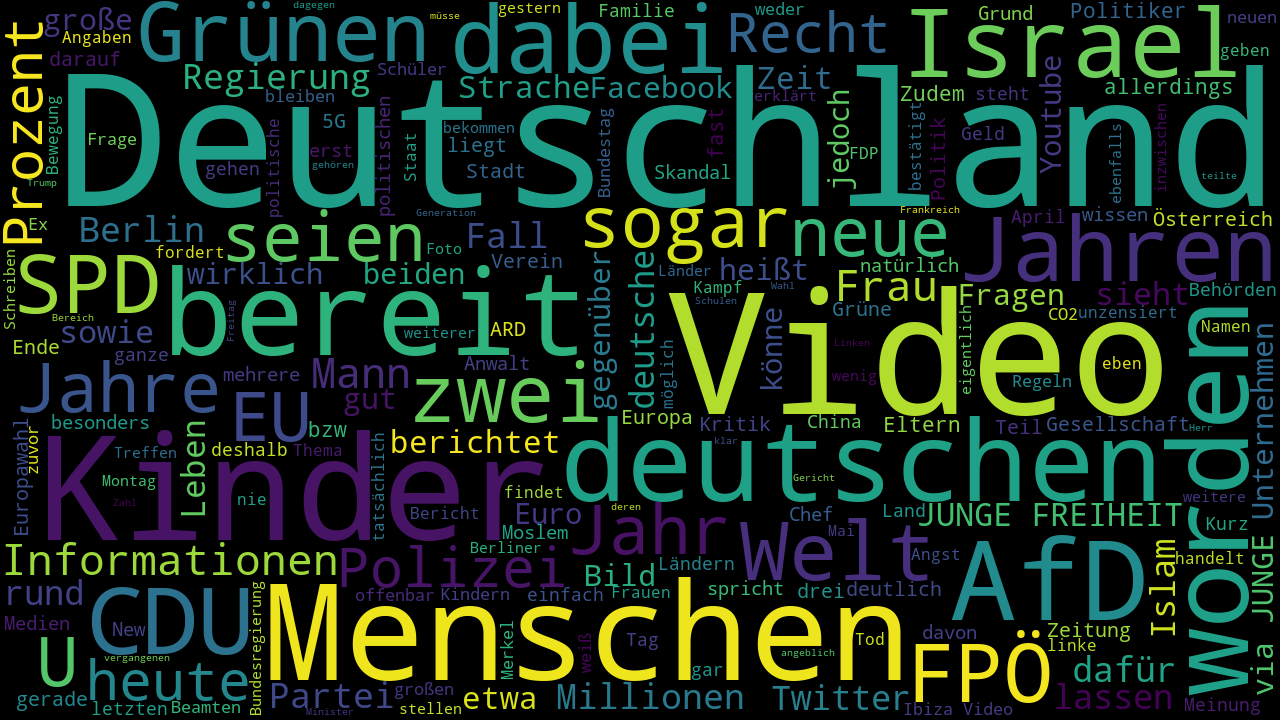 große
dagegen
müsse
gestern
Familie
weder
Grund
Politiker
neuen
Angaben
Grünen
dabei
Recht
Israel
geben
darauf
Regierung
Schüler
Strache
Facebook
Zeit
erklärt
Zudem
steht
Youtube
allerdings
Prozent
Deutschland
bleiben
Bewegung
Frage
5G
erst
Staat
bekommen
liegt
Bundestag
fast
jedoch
FDP
bestätigt
Politik
Geld
ebenfalls
inzwischen
gehen
gehören
politische
politischen
Stadt
Skandal
Trump
teilte
Ex
Berlin
seien
Generation
Fall
sogar
neue
Frankreich
April
wissen
Österreich
fordert
Foto
Verein
Jahren
SPD
wirklich
beiden
gegenüber
deutsche
Länder
heißt
natürlich
Behörden
Schreiben
Bereich
bereit
Kampf
Schulen
Wahl
Frau
Fragen
sieht
sowie
Freitag
weiterer
ARD
Video
Grüne
CO2
unzensiert
Namen
Ende
ganze
Anwalt
möglich
könne
Linken
eigentlich
eben
Jahre
mehrere
Mann
gut
zwei
wenig
Regeln
Unternehmen
besonders
EU
bzw
Europa
Kritik
China
Eltern
Teil
Gesellschaft
Herr
worden
Europawahl
zuvor
Treffen
Leben
deshalb
Thema
berichtet
klar
Kinder
Montag
nie
tatsächlich
findet
deutschen
Gericht
weitere
Zahl
Bericht
Moslem
Euro
deren
Jahr
Chef
Mai
Land
JUNGE FREIHEIT
Kurz
Informationen
Polizei
Berliner
Bild
Ländern
Welt
Angst
AfD
Islam
handelt
rund
Bundesregierung
offenbar
Kindern
einfach
Frauen
spricht
drei
deutlich
via JUNGE
Medien
CDU
New
Menschen
Merkel
weiß
Tag
Tod
davon
Zeitung
linke
U
vergangenen
heute
gar
angeblich
FPÖ
dafür
gerade
letzten
Beamten
Partei
großen
stellen
etwa
Millionen
Twitter
Ibiza Video
lassen
Meinung
Minister